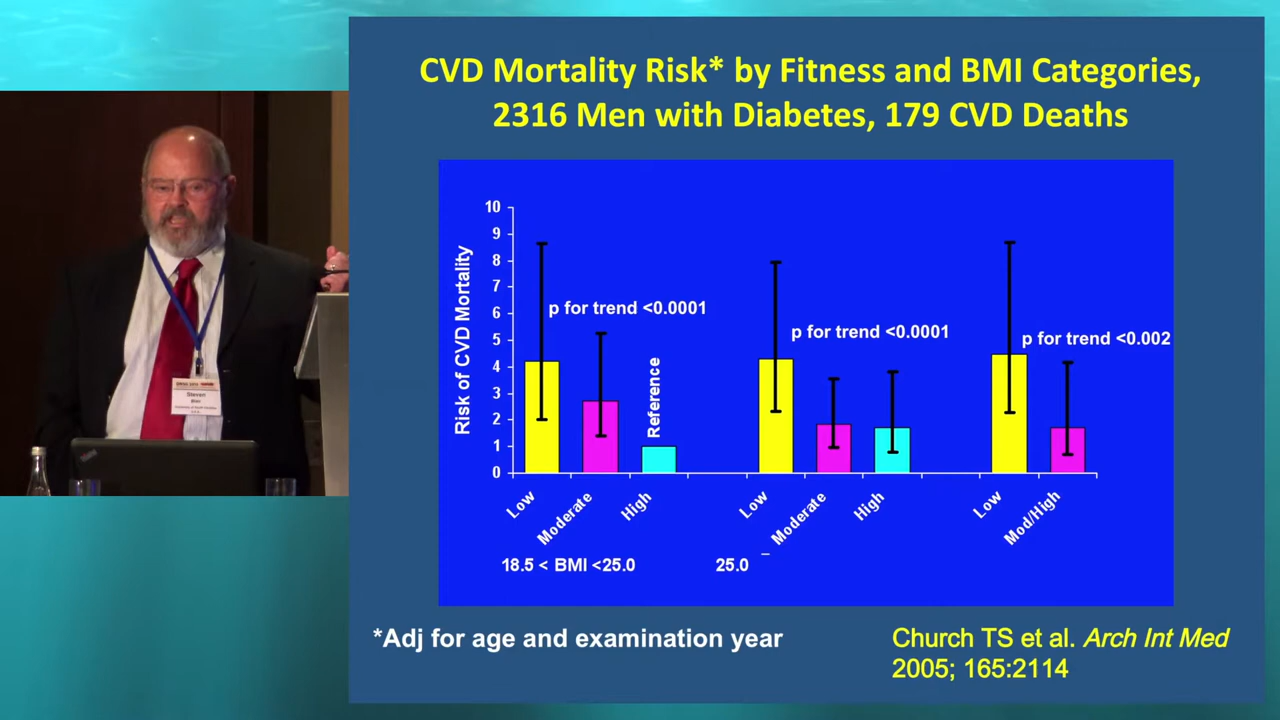 CVD Mortality Risk* by Fitness and BMI Categories,
2316 Men with Diabetes, 179 CVD Deaths
Risk of CVD Mortality
10
9
8
7
6
5
4
3
2
1
0
p for trend <0.0001
Reference
p for trend <0.0001
p for trend <0.002
Low
Moderate
High
Low
Moderate
High
Low
Mod/High
18.5 < BMI <25.0
25.0 _
*Adj for age and examination year
Church TS et al. Arch Int Med
2005; 165:2114
Steven